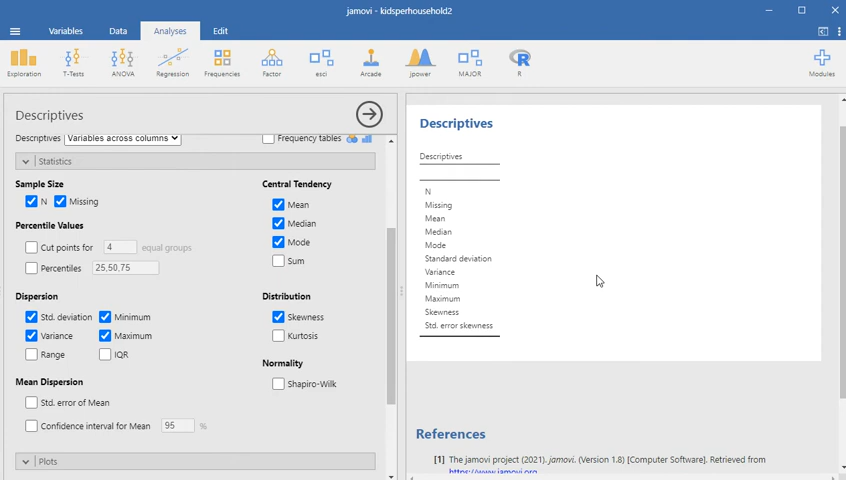 jamovi - kidsperhousehold2
Variables Data Analyses Edit
Exploration T-Tests ANOVA Regression Frequencies Factor esci Arcade jpower MAJOR R Modules
Descriptives
Descriptives Variables across columns Frequency tables
Statistics
Sample Size
N Missing
Percentile Values
Cut points for 4 equal groups
Percentiles 25,50,75
Dispersion
Std. deviation Minimum
Variance Maximum
Range IQR
Mean Dispersion
Std. error of Mean
Confidence interval for Mean 95 %
Central Tendency
Mean
Median
Mode
Sum
Distribution
Skewness
Kurtosis
Normality
Shapiro-Wilk
Plots
Descriptives
Descriptives
N
Missing
Mean
Median
Mode
Standard deviation
Variance
Minimum
Maximum
Skewness
Std. error skewness
References
[1] The jamovi project (2021). jamovi. (Version 1.8) [Computer Software]. Retrieved from
https://www.jamovi.org